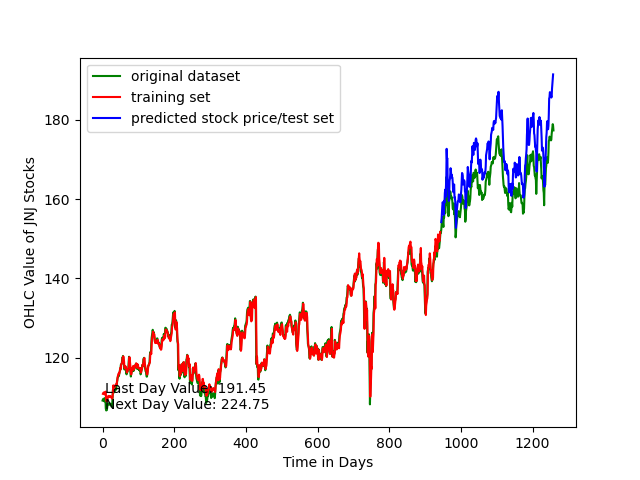 original dataset
training set
predicted stock price/test set
OHLC Value of JNJ Stocks
180
160
140
120
Last Day Value: 191.45
Next Day Value: 224.75
0 200 400 600 800 1000 1200
Time in Days